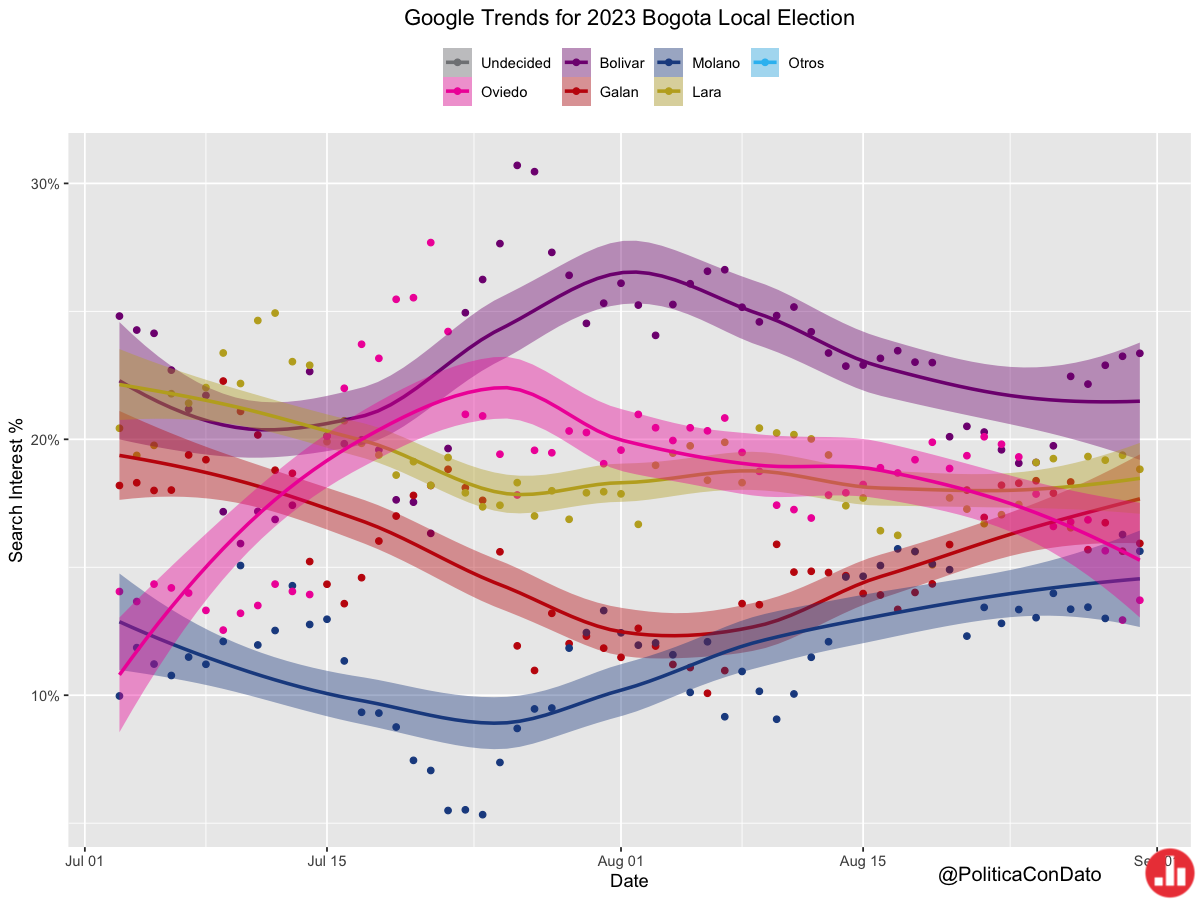 Google Trends for 2023 Bogota Local Election
Undecided Bolivar Molano Otros
Oviedo Galan Lara
30%
20%
10%
Search Interest %
Jul 01 Jul 15 Aug 01 Aug 15
Date
@PoliticaConDato